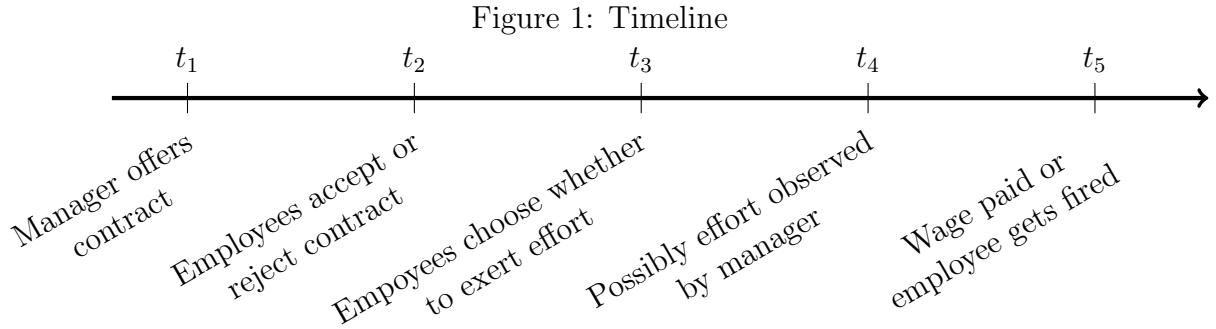 Figure 1: Timeline
t1
t2
t3
t4
t5
Manager offers
contract
Employees accept or
reject contract
Empoyees choose whether
to exert effort
Possibly effort observed
by manager
Wage paid or
employee gets fired